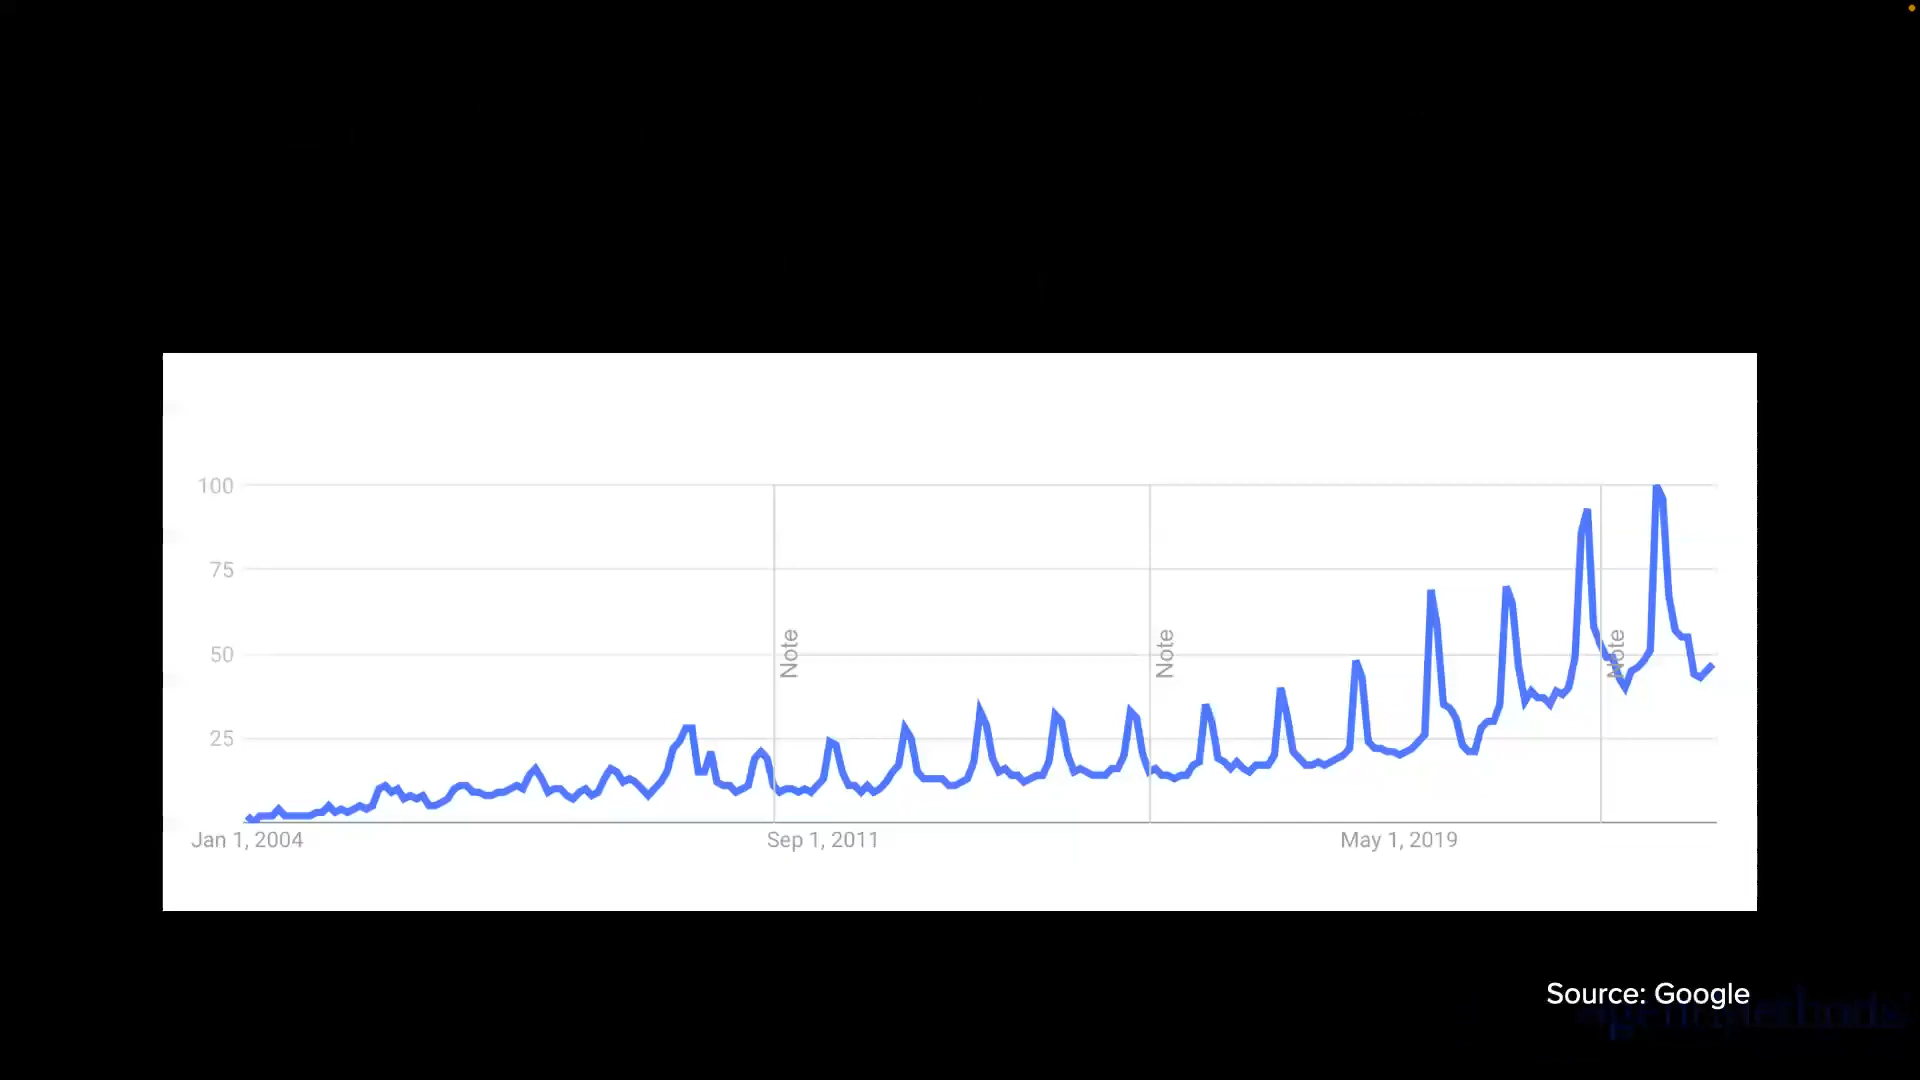 100
75
50
25
Note
Note
Note
Jan 1, 2004
Sep 1, 2011
May 1, 2019
Source: Google